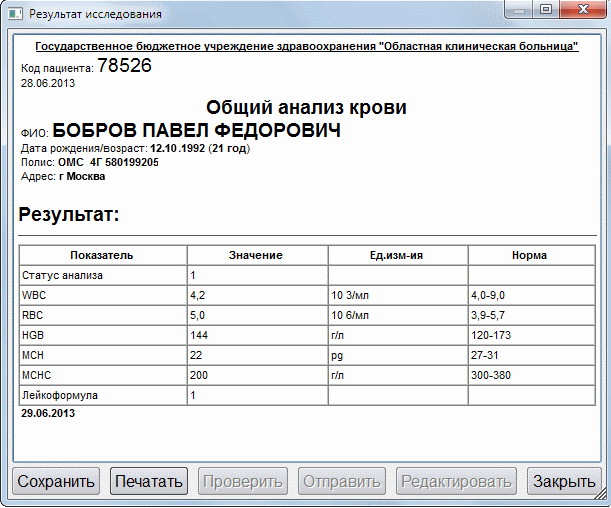 Результат исследования
Государственное бюджетное учреждение здравоохранения "Областная клиническая больница"
Код пациента: 78526
28.06.2013
Общий анализ крови
ФИО: БОБРОВ ПАВЕЛ ФЕДОРОВИЧ
Дата рождения/возраст: 12.10.1992 (21 год)
Полис: ОМС 4Г 580199205
Адрес: г Москва
Результат:
Показатель Значение Ед.изм-ия Норма
Статус анализа 1
WBC 4,2 10 3/мл 4,0-9,0
RBC 5,0 10 6/мл 3,9-5,7
HGB 144 г/л 120-173
MCH 22 pg 27-31
MCHC 200 г/л 300-380
Лейкоформула 1
29.06.2013
Сохранить Печатать Проверить Отправить Редактировать Закрыть